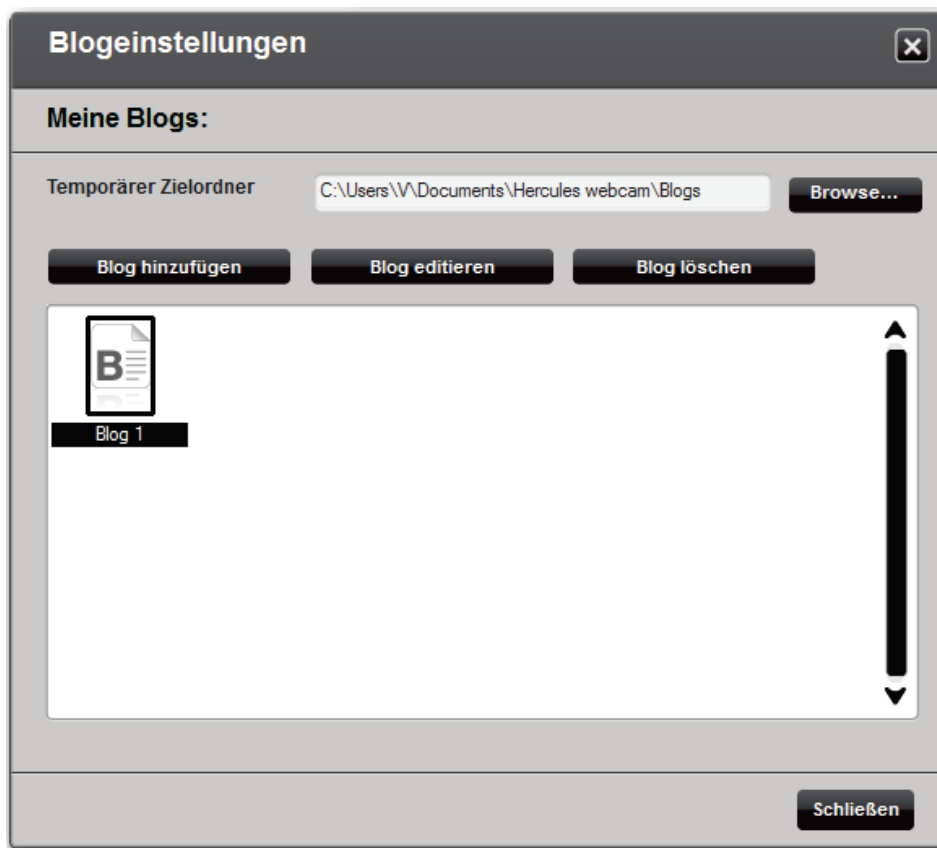 Blogeinstellungen
Meine Blogs:
Temporärer Zielordner C:\Users\V\Documents\Hercules webcam\Blogs Browse...
Blog hinzufügen Blog editieren Blog löschen
B
Blog 1
Schließen